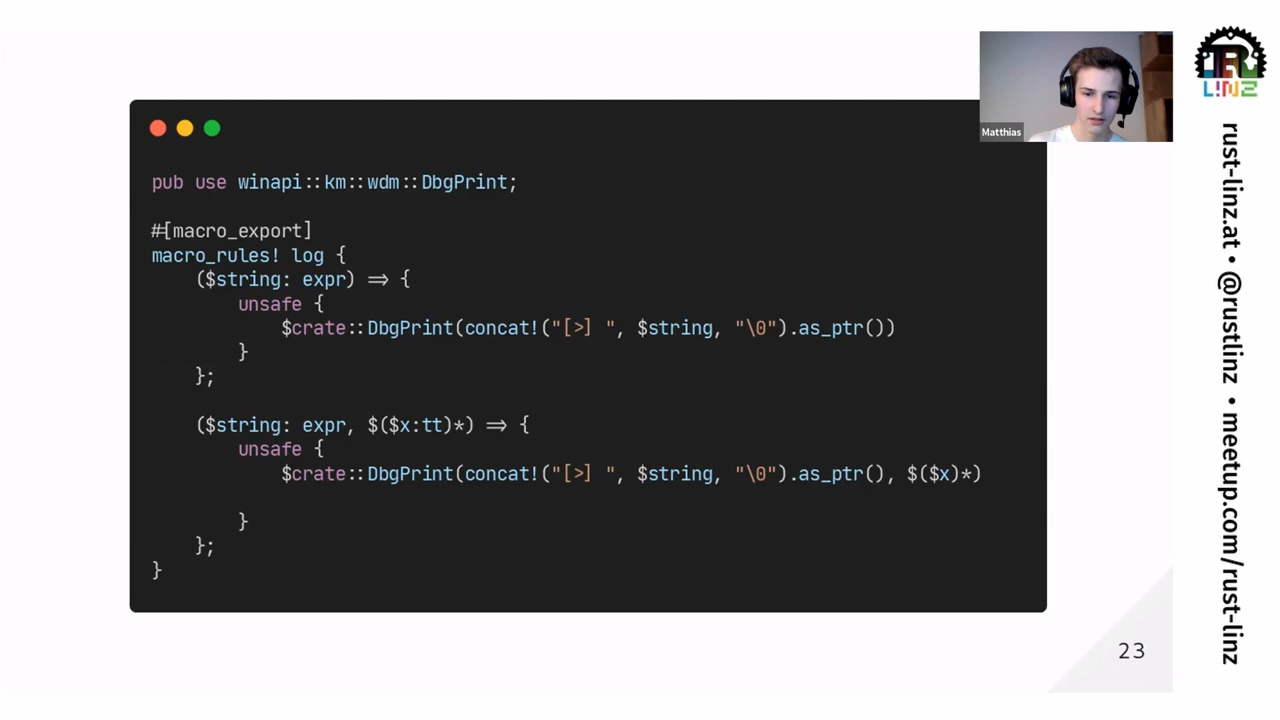 pub use winapi::km::wdm::DbgPrint;
#[macro_export]
macro_rules! log {
($string: expr) => {
unsafe {
$crate::DbgPrint(concat!("[>] ", $string, "\0").as_ptr())
}
};
($string: expr, $($x:tt)*) => {
unsafe {
$crate::DbgPrint(concat!("[>] ", $string, "\0").as_ptr(), $($x)*)
}
};
}
23
Matthias
R
L!NZ
rust-linz.at • @rustlinz • meetup.com/rust-linz